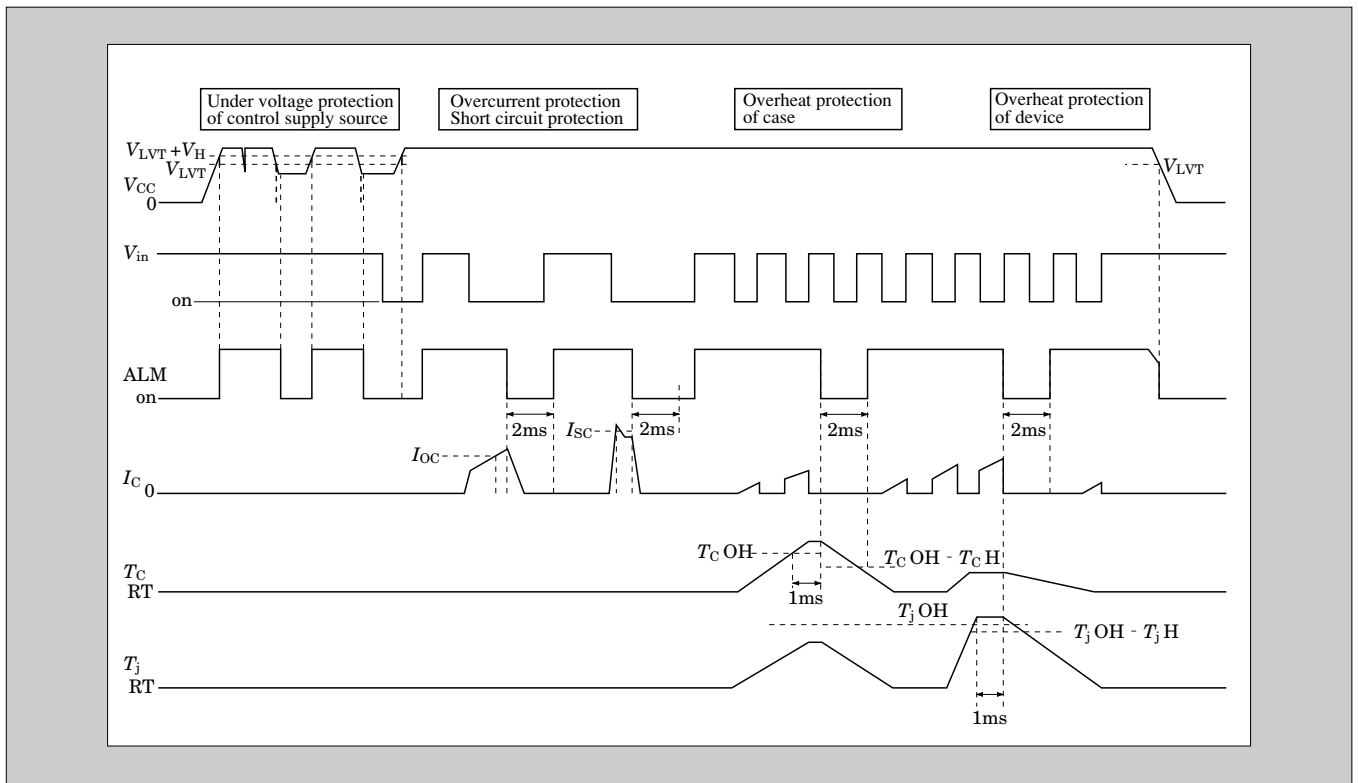 Under voltage protection
of control supply source
Overcurrent protection
Short circuit protection
Overheat protection
of case
Overheat protection
of device
VLVT +VH
VLVT
VLVT
VCC
0
Vin
on
ALM
on
2ms
2ms
2ms
2ms
ISC
IOC
IC 0
TC OH
TC OH - TC H
TC
RT
1ms
Tj OH
Tj OH - Tj H
Tj
RT
1ms